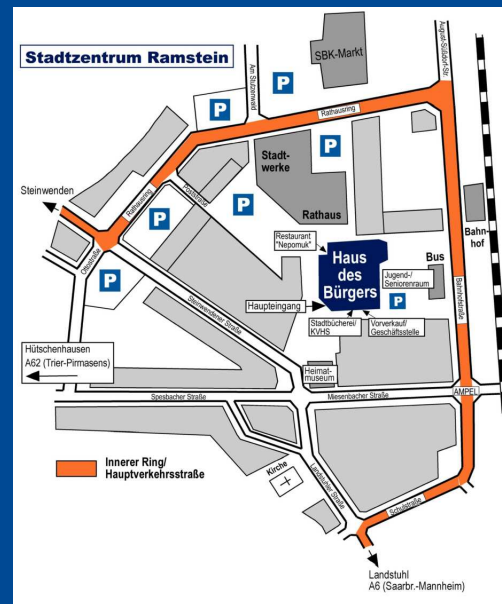 Stadtzentrum Ramstein
SBK-Markt
August-Süßdorf-Str.
Am Stutzenwald
P
P
Rathausring
P
Stadt-
werke
Rathaus
Steinwenden
Rathausring
Poststraße
P
P
Restaurant
"Nepomuk"
Haus
des
Bürgers
Jugend-/
Seniorenraum
Bus
Bahn-
hof
Ottostraße
P
Haupteingang
P
Bahnhofstraße
Steinwendener Straße
Stadtbücherei/
KVHS
Vorverkauf/
Geschäftsstelle
Hütschenhausen
A62 (Trier-Pirmasens)
Heimat-
museum
AMPEL
Spesbacher Straße
Miesenbacher Straße
Innerer Ring/
Hauptverkehrsstraße
Kirche
Landstuhler Straße
Schulstraße
Landstuhl
A6 (Saarbr.-Mannheim)